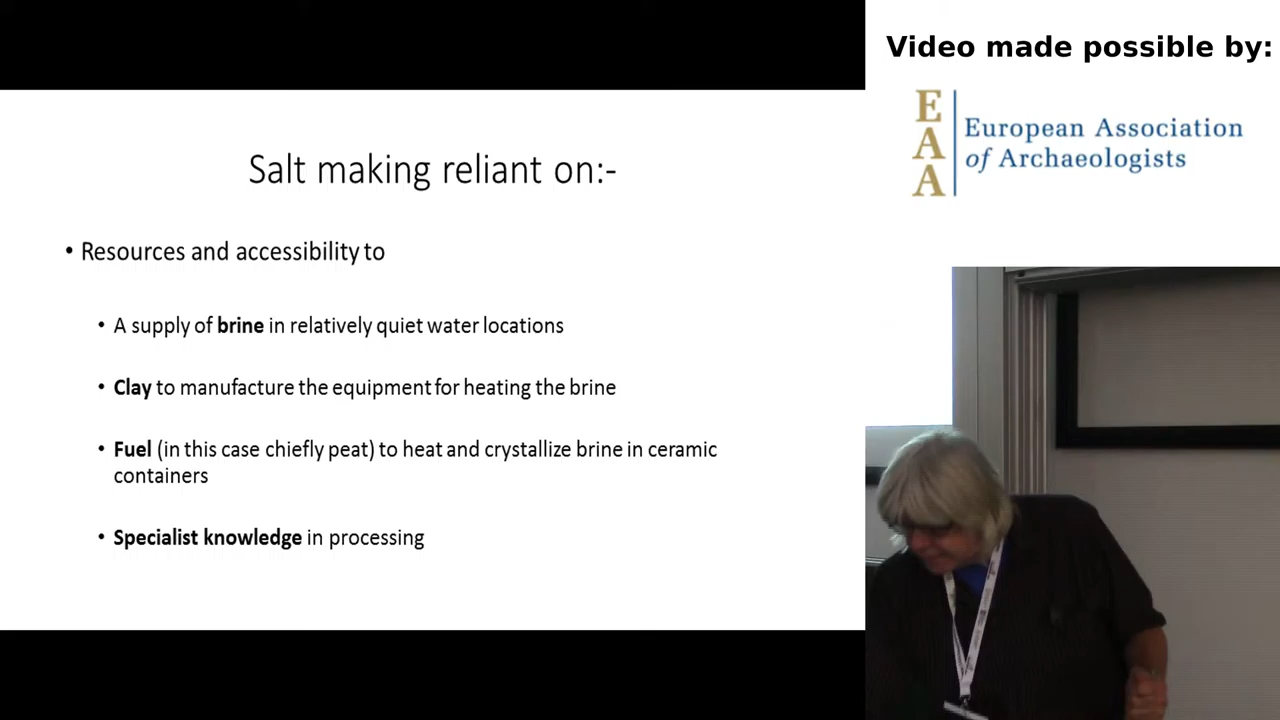 Video made possible by:
E
A
A
European Association
of Archaeologists
Salt making reliant on:-
• Resources and accessibility to
• A supply of brine in relatively quiet water locations
• Clay to manufacture the equipment for heating the brine
• Fuel (in this case chiefly peat) to heat and crystallize brine in ceramic
containers
• Specialist knowledge in processing